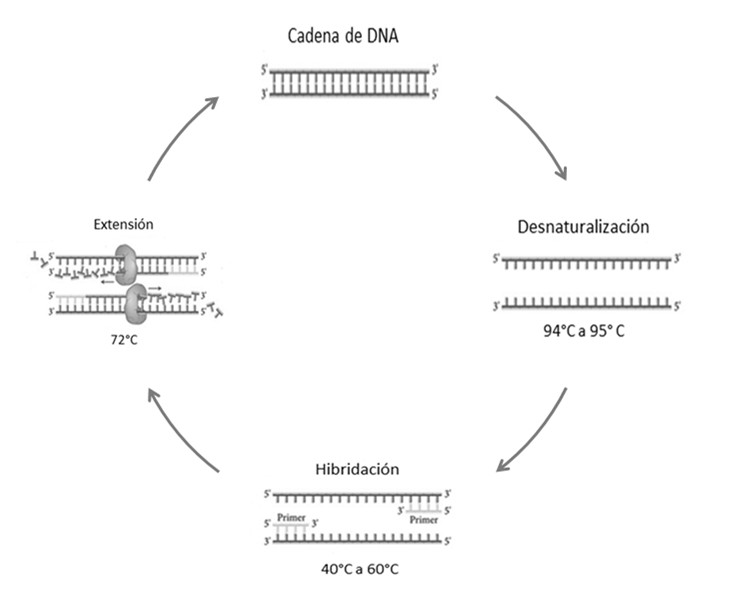 Cadena de DNA
5' 3'
3' 5'
Desnaturalización
5' 3'
3' 5'
94°C a 95° C
Hibridación
5' 3'
3' 5'
Primer
5' Primer 3'
3' 5'
40°C a 60°C
Extensión
5' 3'
3' 5'
5' 3'
3' 5'
72°C